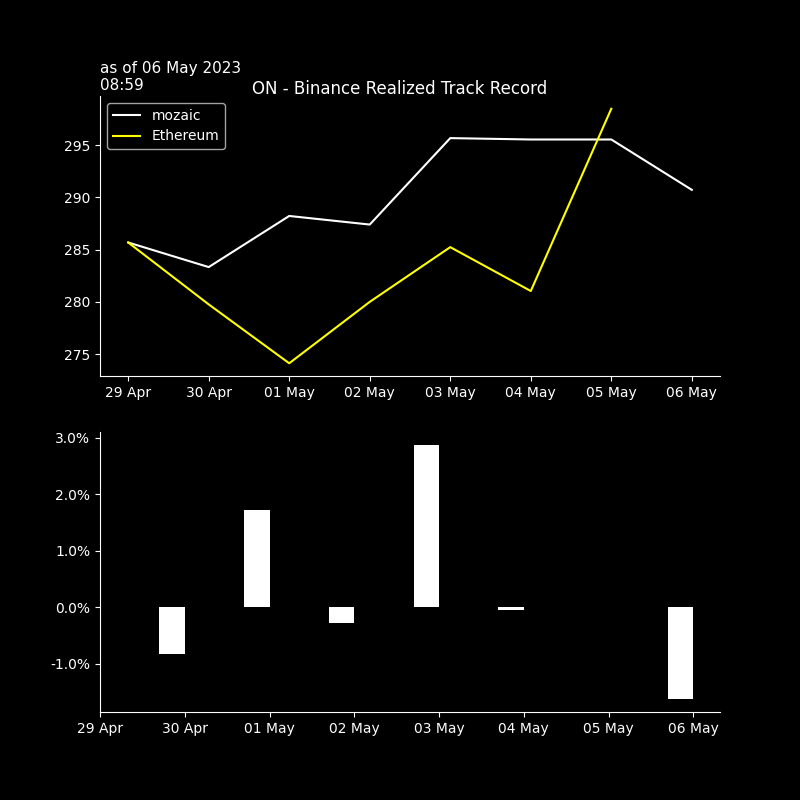 as of 06 May 2023
08:59
ON - Binance Realized Track Record
mozaic
Ethereum
295
290
285
280
275
29 Apr 30 Apr 01 May 02 May 03 May 04 May 05 May 06 May
3.0%
2.0%
1.0%
0.0%
-1.0%
29 Apr 30 Apr 01 May 02 May 03 May 04 May 05 May 06 May